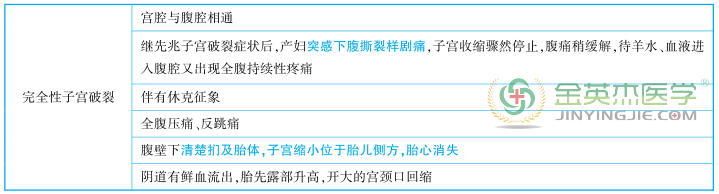 完全性子宫破裂
宫腔与腹腔相通
继先兆子宫破裂症状后,产妇突感下腹撕裂样剧痛,子宫收缩骤然停止,腹痛稍缓解,待羊水、血液进
入腹腔又出现全腹持续性疼痛
伴有休克征象
全腹压痛、反跳痛
腹壁下清楚扪及胎体,子宫缩小位于胎儿侧方,胎心消失
阴道有鲜血流出,胎先露部升高,开大的宫颈口回缩
金英杰医学®
JINYINGJIE.COM